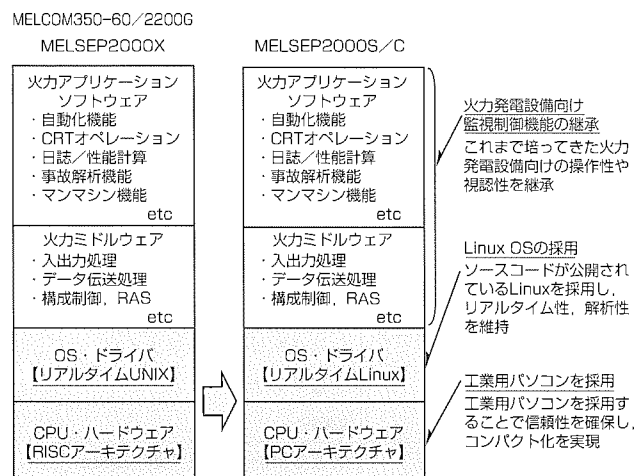 MELCOM350-60/2200G
MELSEP2000X
火力アプリケーション
ソフトウェア
・自動化機能
・CRTオペレーション
・日誌／性能計算
・事故解析機能
・マンマシン機能
etc
火力ミドルウェア
・入出力処理
・データ伝送処理
・構成制御，RAS
etc
OS・ドライバ
【リアルタイムUNIX】
CPU・ハードウェア
【RISCアーキテクチャ】
MELSEP2000S／C
火力アプリケーション
ソフトウェア
・自動化機能
・CRTオペレーション
・日誌／性能計算
・事故解析機能
・マンマシン機能
etc
火力ミドルウェア
・入出力処理
・データ伝送処理
・構成制御，RAS
etc
OS・ドライバ
【リアルタイムLinux】
CPU・ハードウェア
【PCアーキテクチャ】
火力発電設備向け
監視制御機能の継承
これまで培ってきた火力
発電設備向けの操作性や
視認性を継承
Linux OSの採用
ソースコードが公開され
ているLinuxを採用し，
リアルタイム性，解析性
を維持
工業用パソコンを採用
工業用パソコンを採用す
ることで信頼性を確保し，
コンパクト化を実現